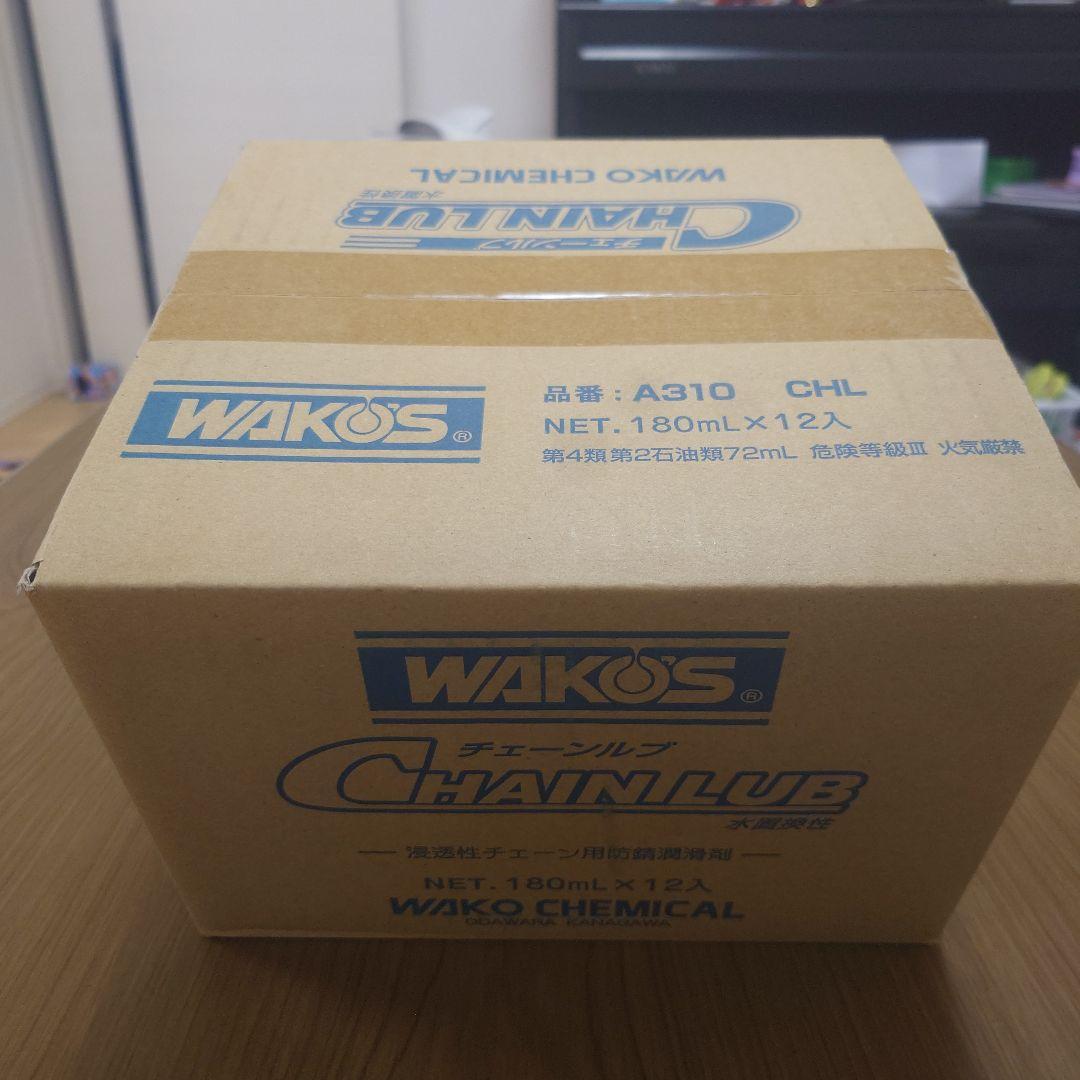 WAKO CHEMICAL
水置換性
CHAIN LUB
チェーンルブ
WAKO'S®
品番：A310 CHL
NET. 180mL×12入
第4類第2石油類72mL 危険等級Ⅲ 火気厳禁
WAKO'S®
チェーンルブ
CHAIN LUB
水置換性
― 浸透性チェーン用防錆潤滑剤 ―
NET. 180mL×12入
WAKO CHEMICAL
ODAWARA KANAGAWA